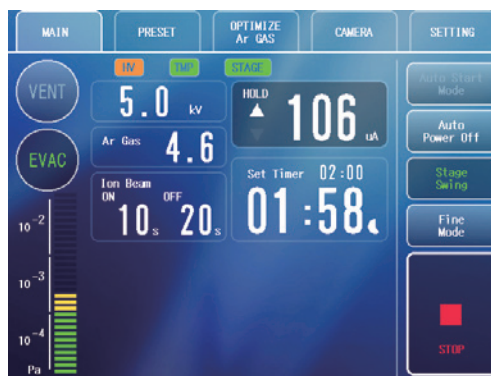 MAIN
PRESET
OPTIMIZE
Ar GAS
CAMERA
SETTING
HV
TMP
STAGE
VENT
5.0 kV
HOLD
106 uA
Auto Start
Mode
EVAC
Ar Gas 4.6
Auto
Power Off
Ion Beam
ON OFF
10s 20s
Set Timer 02:00
01:58
Stage
Swing
Fine
Mode
10-2
10-3
10-4
Pa
STOP